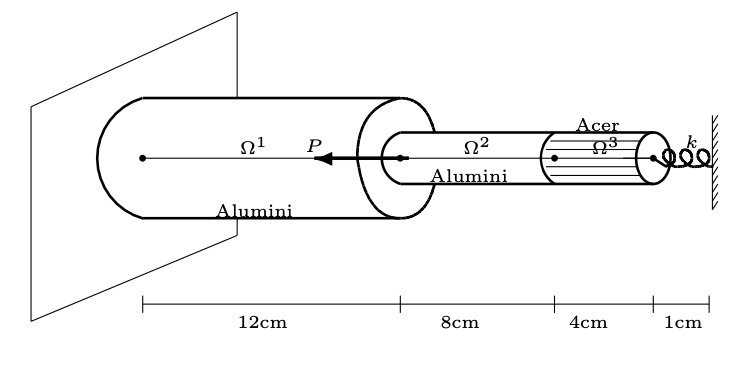 Acer
Ω¹ P Ω² Ω³ k
Alumini
Alumini
12cm 8cm 4cm 1cm